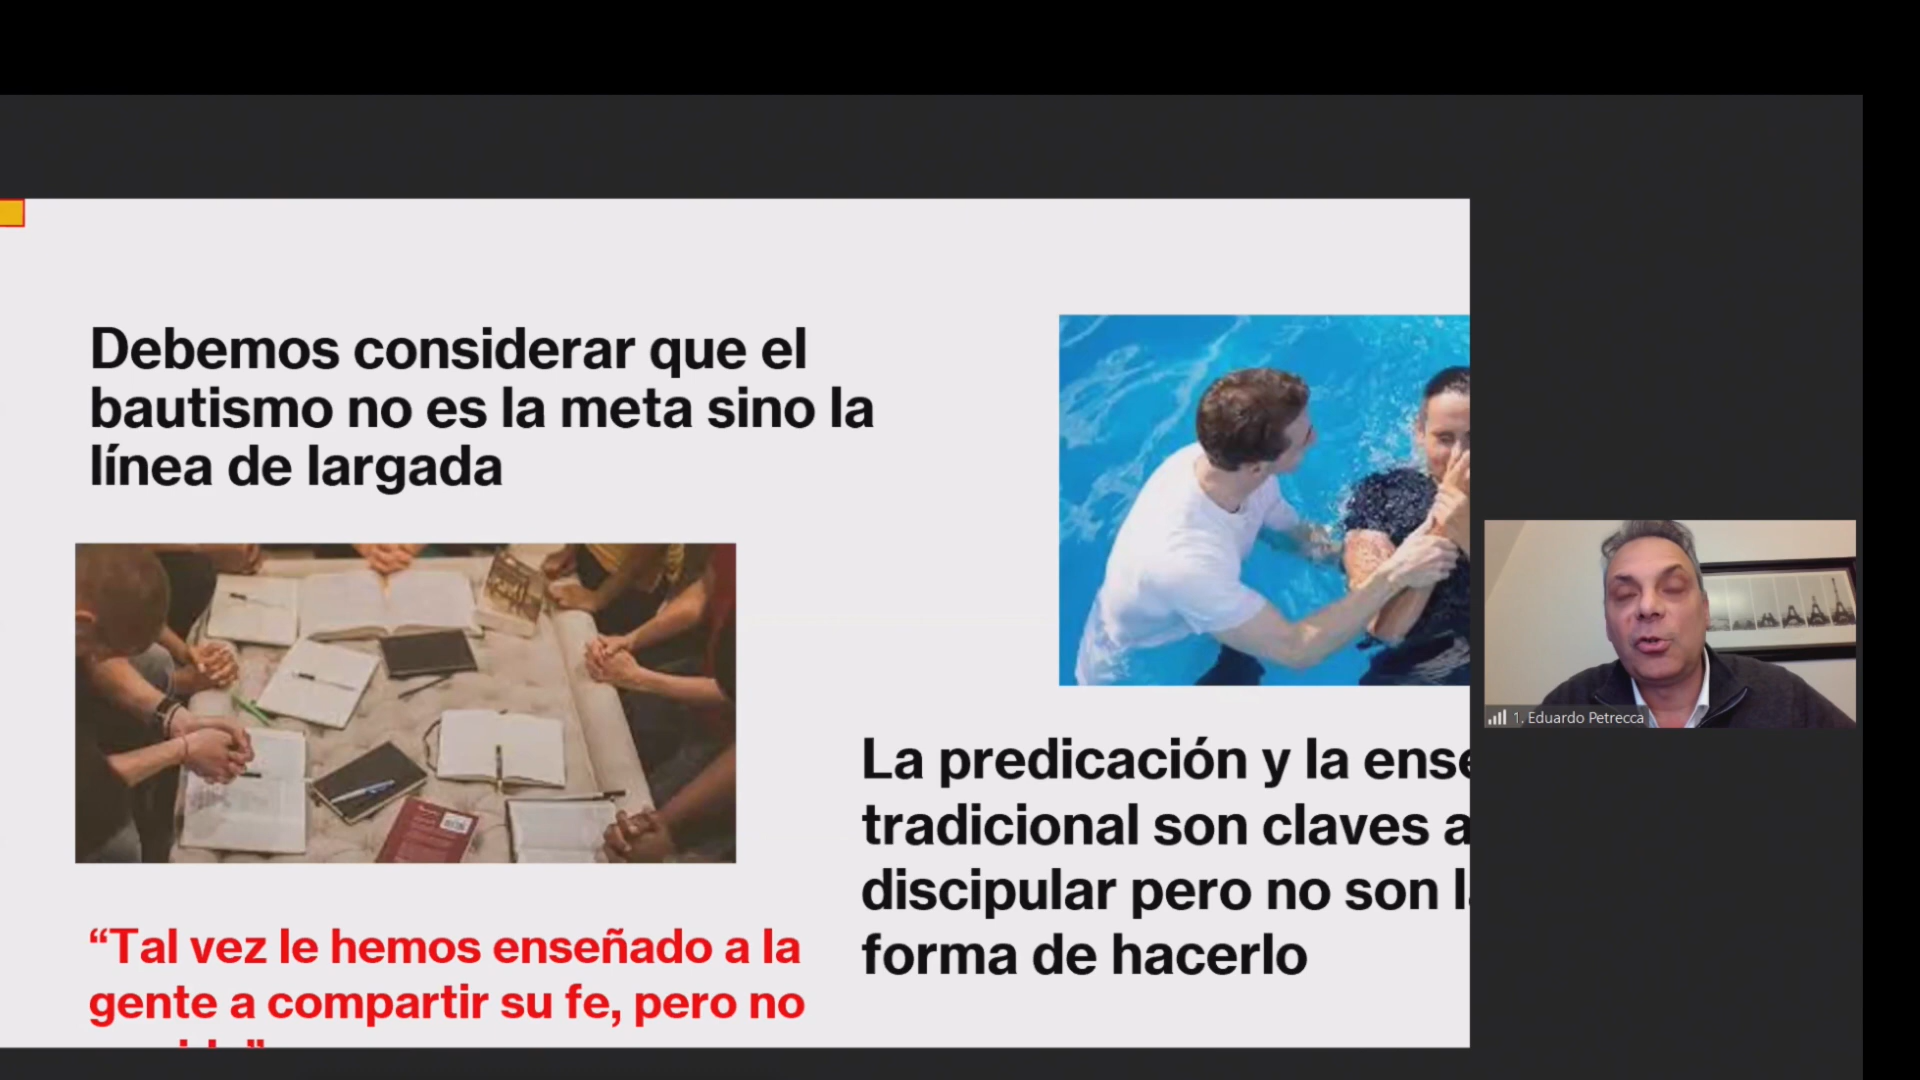 Debemos considerar que el
bautismo no es la meta sino la
línea de largada
“Tal vez le hemos enseñado a la
gente a compartir su fe, pero no
La predicación y la ense
tradicional son claves a
discipular pero no son l
forma de hacerlo
1. Eduardo Petrecca